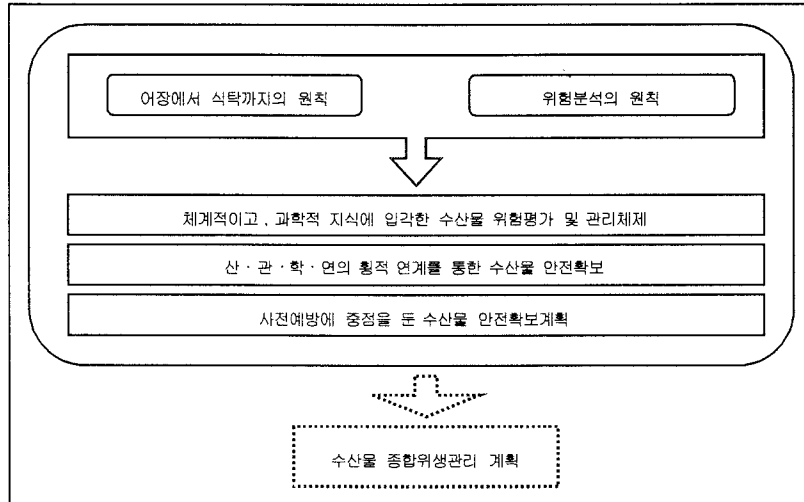 어장에서 식탁까지의 원칙
위험분석의 원칙
체계적이고, 과학적 지식에 입각한 수산물 위험평가 및 관리체제
산·관·학·연의 횡적 연계를 통한 수산물 안전확보
사전예방에 중점을 둔 수산물 안전확보계획
수산물 종합위생관리 계획